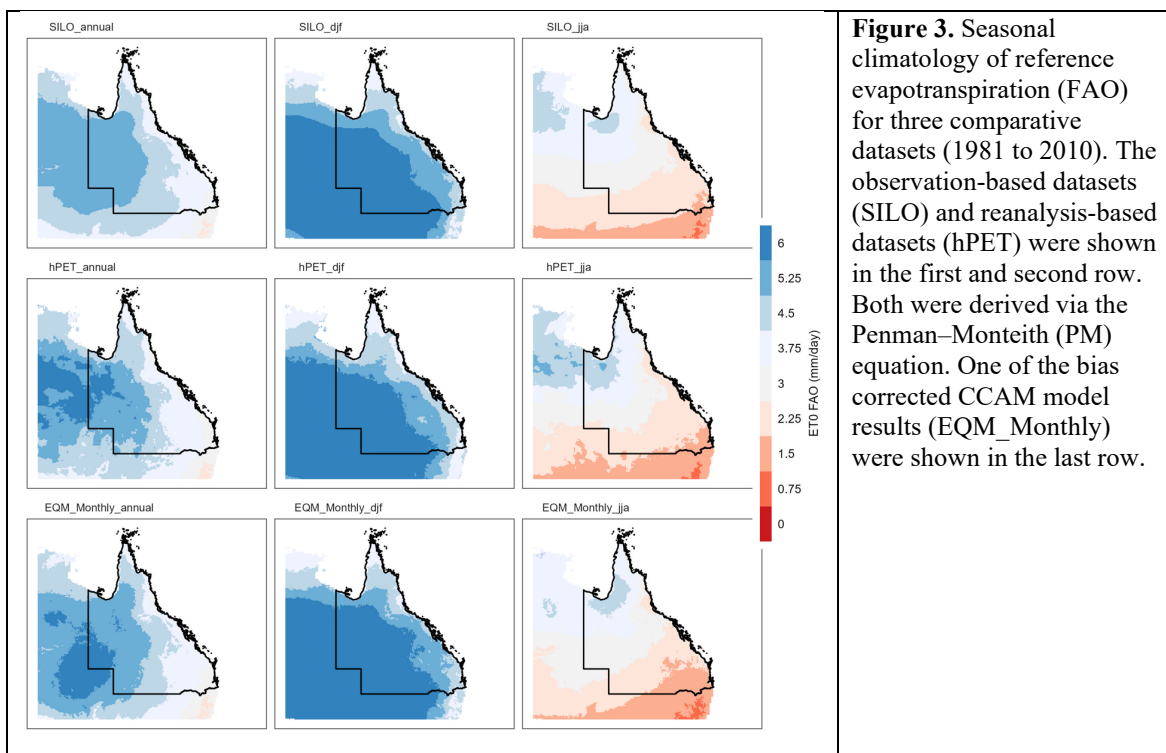 SILO_annual
SILO_djf
SILO_jja
hPET_annual
hPET_djf
hPET_jja
EQM_Monthly_annual
EQM_Monthly_djf
EQM_Monthly_jja
6
5.25
4.5
3.75
3
2.25
1.5
0.75
0
ET0 FAO (mm/day)
Figure 3. Seasonal
climatology of reference
evapotranspiration (FAO)
for three comparative
datasets (1981 to 2010). The
observation-based datasets
(SILO) and reanalysis-based
datasets (hPET) were shown
in the first and second row.
Both were derived via the
Penman–Monteith (PM)
equation. One of the bias
corrected CCAM model
results (EQM_Monthly)
were shown in the last row.